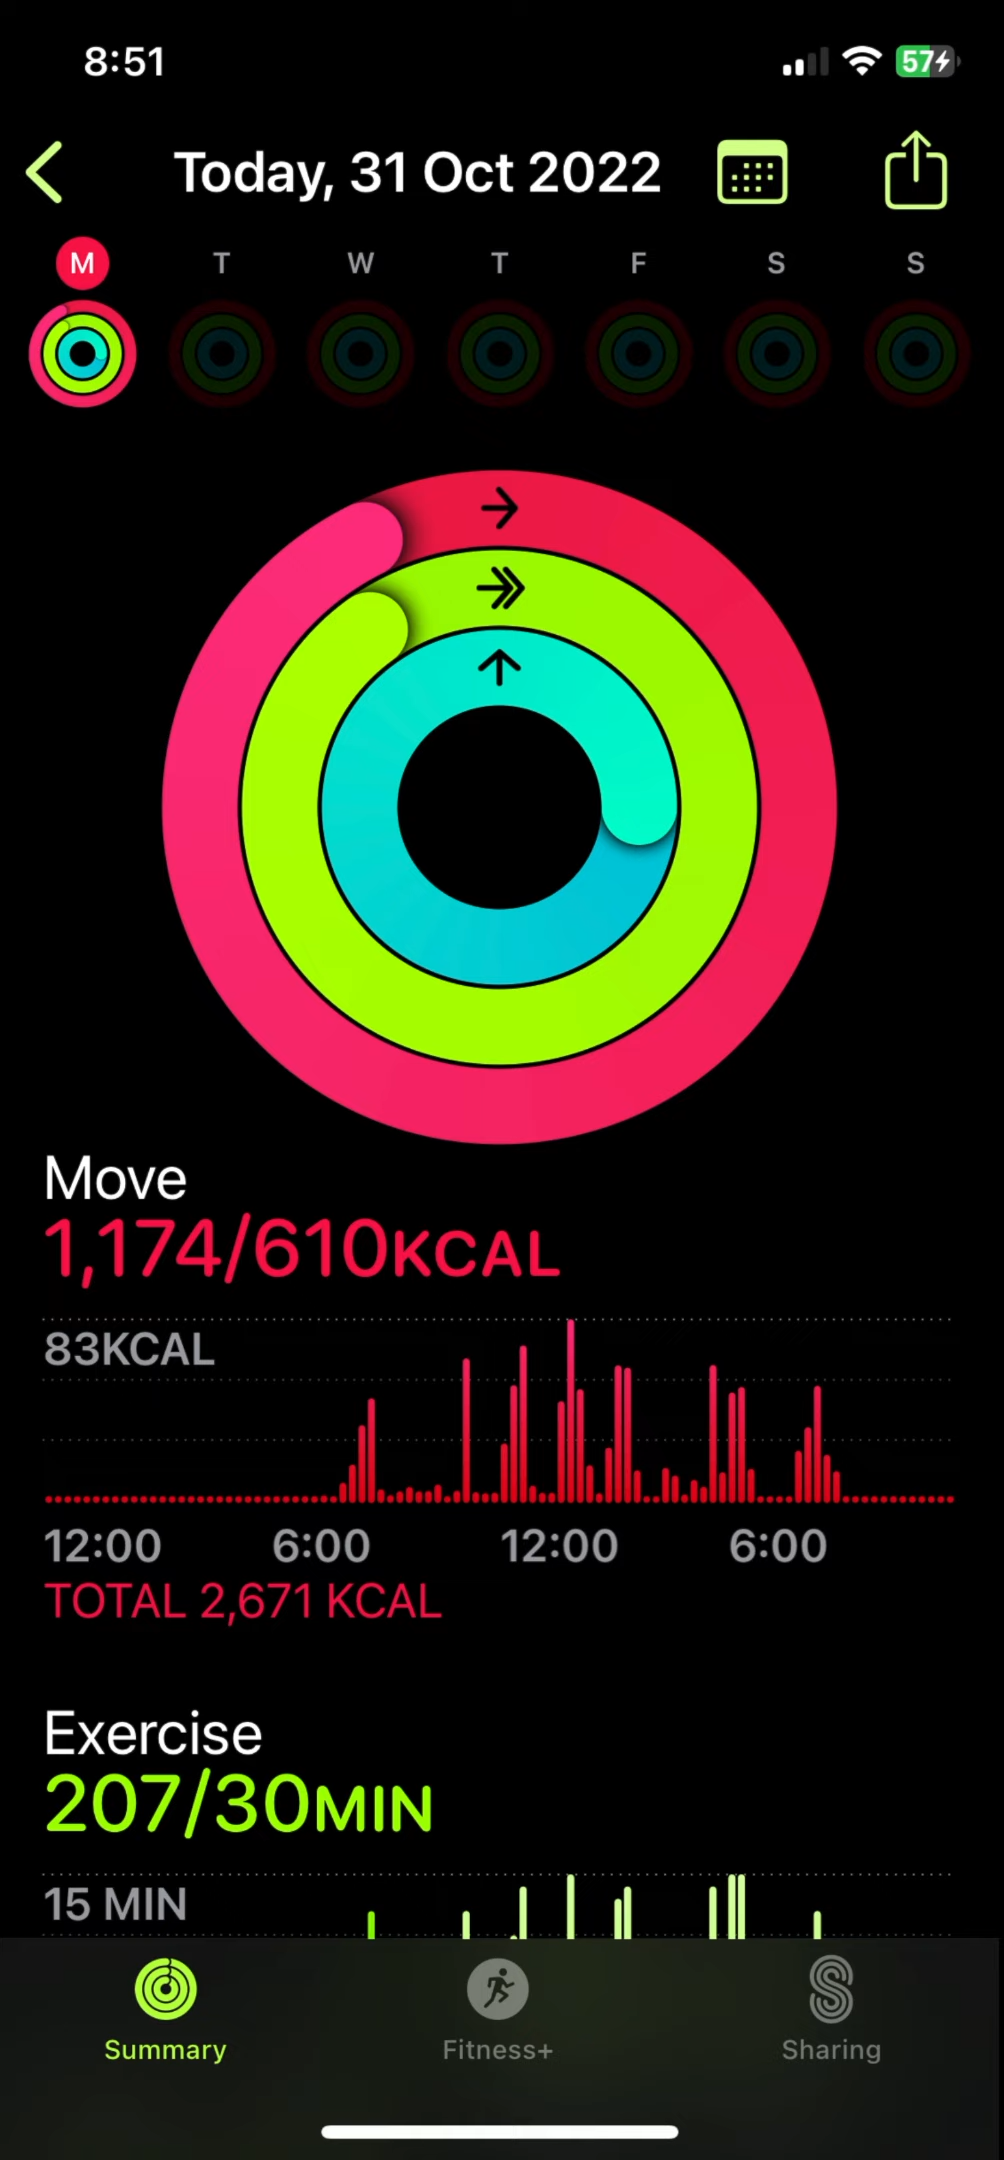 8:51
57
Today, 31 Oct 2022
M T W T F S S
Move
1,174/610KCAL
83KCAL
12:00 6:00 12:00 6:00
TOTAL 2,671 KCAL
Exercise
207/30MIN
15 MIN
Summary Fitness+ Sharing